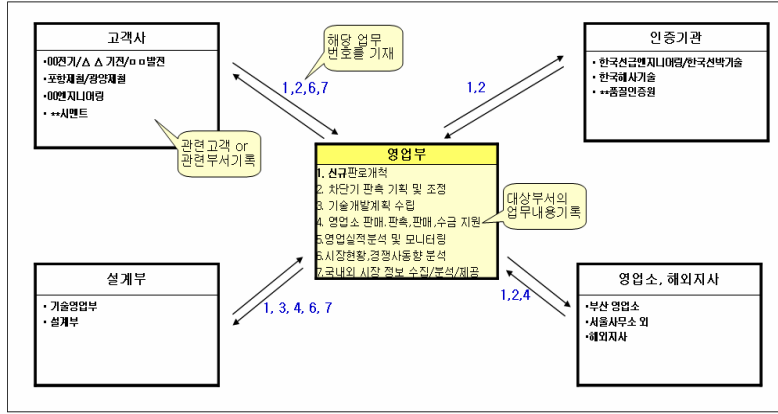 고객사
•00전기/△ △ 기전/ㅁㅁ발전
•포항제철/광양제철
•00엔지니어링
• **시멘트
해당 업무
번호를 기재
1,2,6,7
관련고객 or
관련부서기록
인증기관
• 한국선급엔지니어링/한국선박기술
• 한국해사기술
• **품질인증원
1,2
영업부
1. 신규판로개척
2. 차단기 판촉 기획 및 조정
3. 기술개발계획 수립
4. 영업소 판매.판촉,판매,수금 지원
5.영업실적분석 및 모니터링
6.시장현황,경쟁사동향 분석
7.국내외 시장 정보 수집/분석/제공
대상부서의
업무내용기록
설계부
• 기술영업부
• 설계부
1, 3, 4, 6, 7
1,2,4
영업소, 해외지사
•부산 영업소
•서울사무소 외
•해외지사